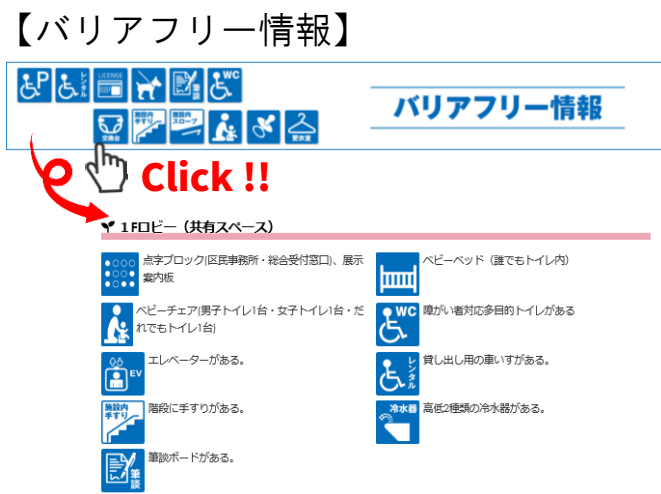 【バリアフリー情報】
P レンタル LICENSE 筆談 WC
交換台 施設内手すり 施設内スロープ 更衣室
バリアフリー情報
Click !!
1Fロビー（共有スペース）
点字ブロック(区民事務所・総合受付窓口)、展示
案内板
ベビーベッド（誰でもトイレ内）
ベビーチェア(男子トイレ1台・女子トイレ1台・だ
れでもトイレ1台)
WC
障がい者対応多目的トイレがある
EV
エレベーターがある。
レンタル
貸し出し用の車いすがある。
施設内
手すり
階段に手すりがある。
冷水器
高低2種類の冷水器がある。
筆談
筆談ボードがある。